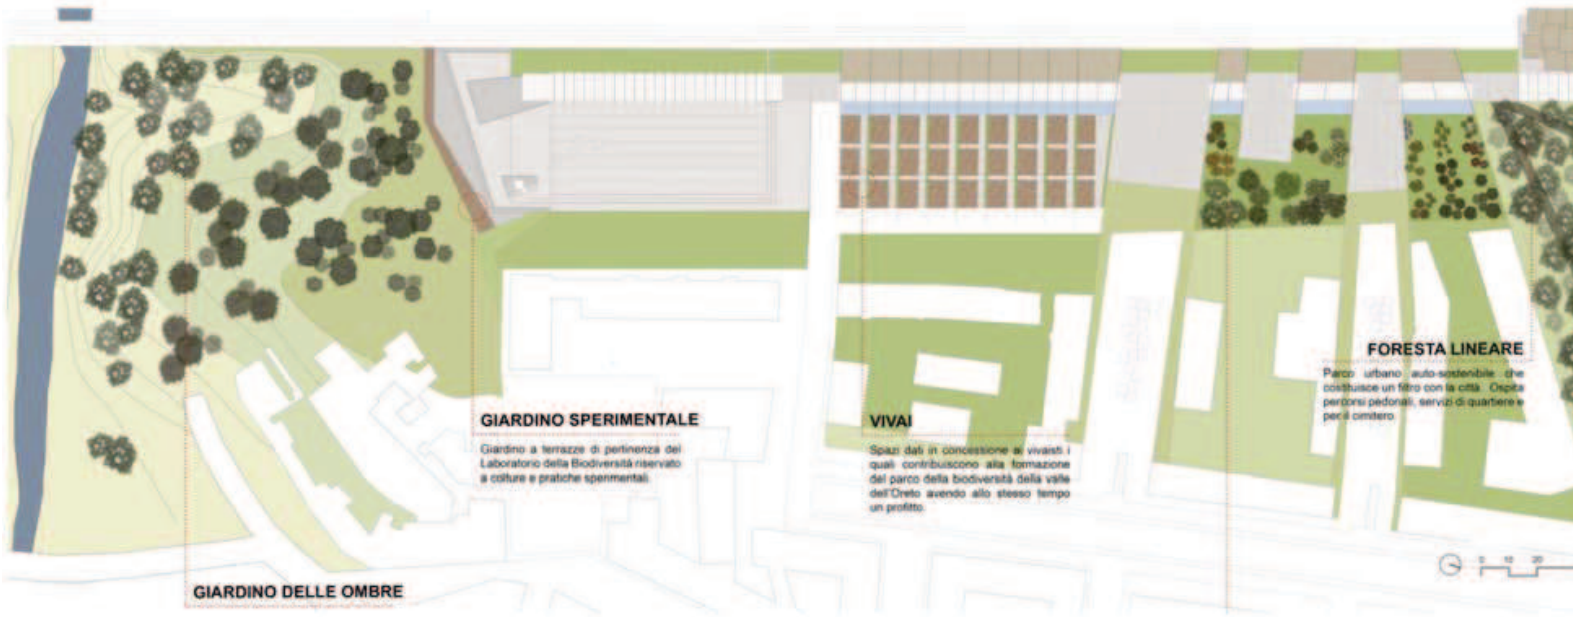 GIARDINO SPERIMENTALE
Giardino a terrazze di pertinenza del
Laboratorio della Biodiversità riservato
a colture e pratiche sperimentali.
VIVAI
Spazi dati in concessione ai vivaisti i
quali contribuiscono alla formazione
del parco della biodiversità della valle
dell'Oreto avendo allo stesso tempo
un profitto.
FORESTA LINEARE
Parco urbano auto-sostenibile che
costituisce un filtro con la città. Ospita
percorsi pedonali, servizi di quartiere e
per il cimitero.
GIARDINO DELLE OMBRE
0 10 20